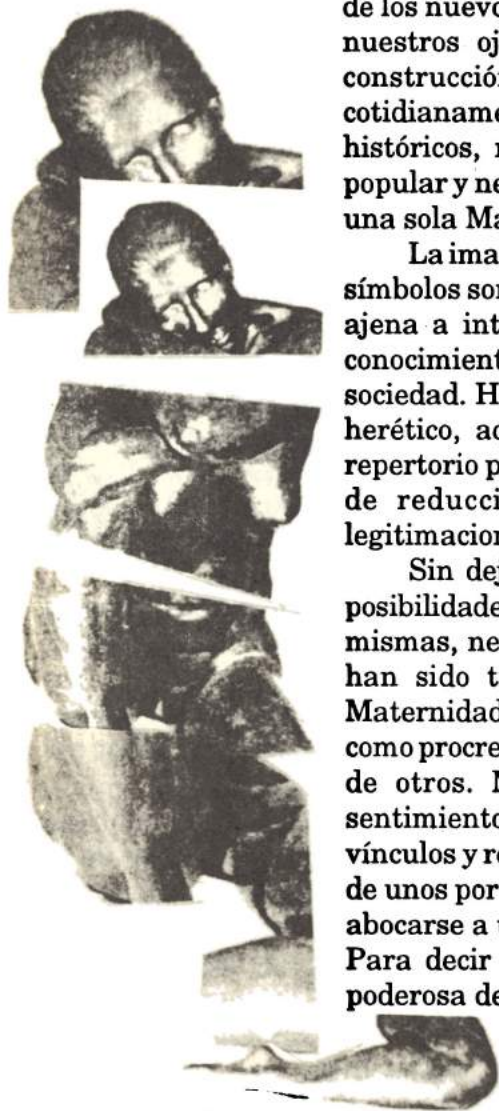 de los nuevo
nuestros oj
construcción
cotidianame
históricos, r
popular y ne
una sola Ma
La ima
símbolos son
ajena a int
conocimient
sociedad. H
herético, ac
repertorio p
de reducci
legitimacion
Sin dej
posibilidade
mismas, ne
han sido t
Maternidad
como procre
de otros. M
sentimiento
vínculos y re
de unos por
abocarse a
Para decir
poderosa de